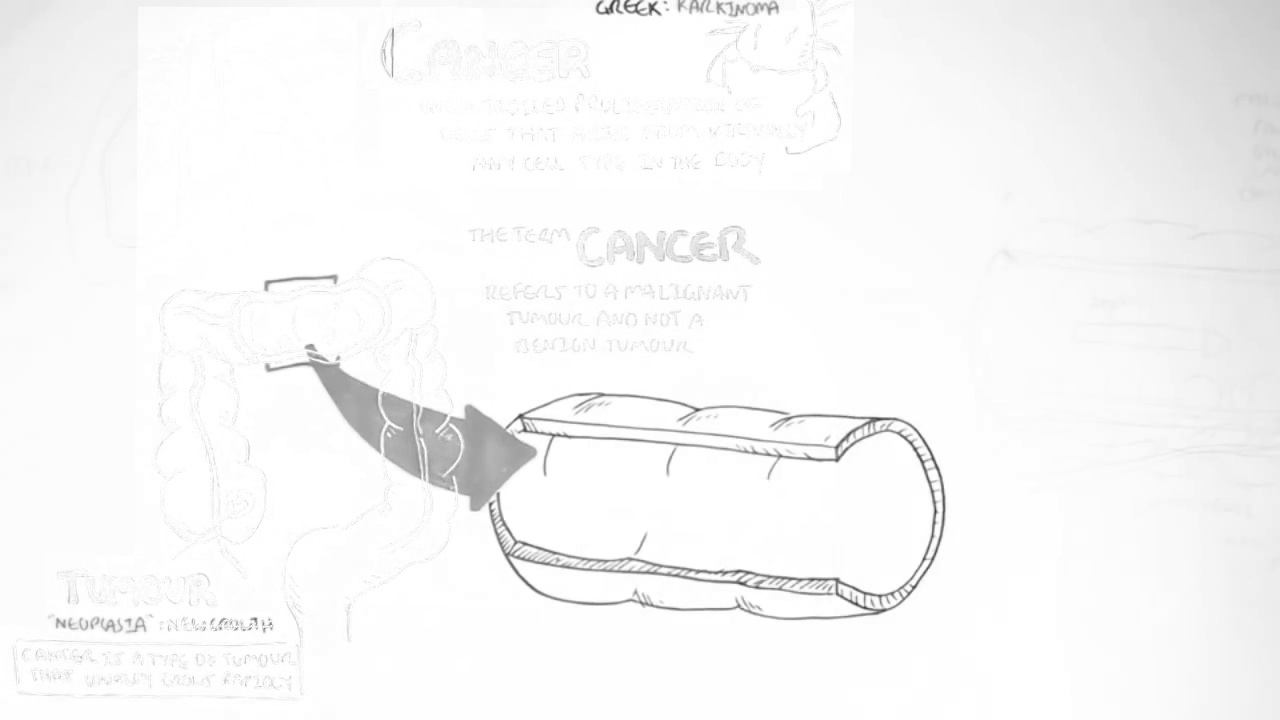 GREEK: KARKINOMA
CANCER
UNCONTROLLED PROLIFERATION OF
CELLS THAT ARISE FROM VIRTUALLY
ANY CELL TYPE IN THE BODY
THE TERM CANCER
REFERS TO A MALIGNANT
TUMOUR AND NOT A
BENIGN TUMOUR
TUMOUR
"NEOPLASIA": NEW GROWTH
CANCER IS A TYPE OF TUMOUR
THAT USUALLY GROWS RAPIDLY